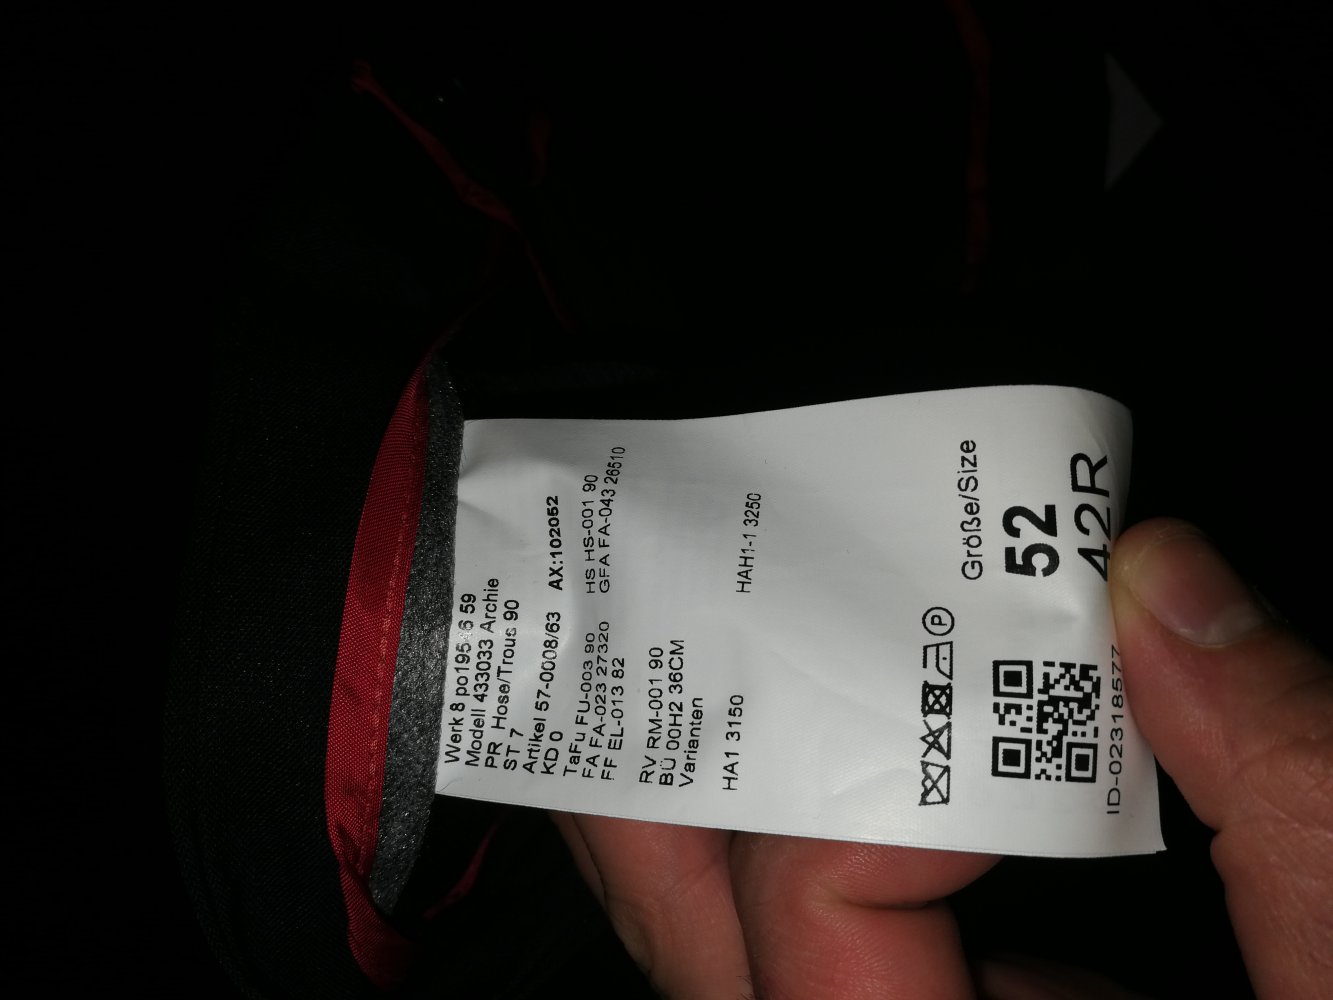 Werk 8 59
Modell 433033 Archie
PR Hose/Trous 90
ST 7
Artikel 57-0008/63 AX:102052
KD 0
TaFu FU-003 90 HS HS-001 90
FA FA-023 27320 GFA FA-043 26510
FF EL-013 82
RV RM-001 90
BÜ 00H2 36CM
Varianten
HA1 3150 HAH1-1 3250
P
Größe/Size
52
42R
ID-02318577